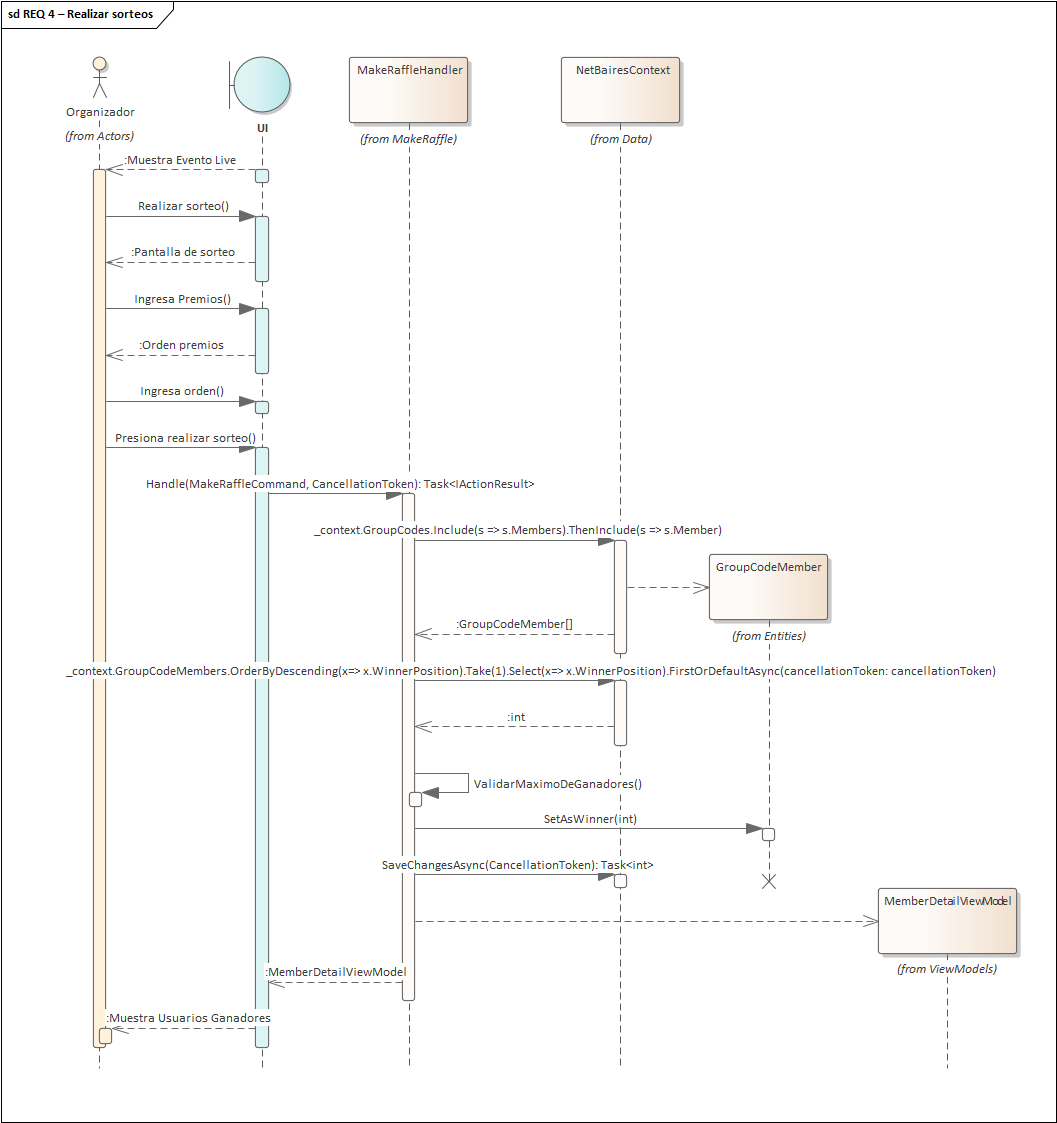 sd REQ 4 – Realizar sorteos
Organizador
(from Actors)
UI
MakeRaffleHandler
(from MakeRaffle)
NetBairesContext
(from Data)
:Muestra Evento Live
Realizar sorteo()
:Pantalla de sorteo
Ingresa Premios()
:Orden premios
Ingresa orden()
Presiona realizar sorteo()
Handle(MakeRaffleCommand, CancellationToken): Task<IActionResult>
_context.GroupCodes.Include(s => s.Members).ThenInclude(s => s.Member)
GroupCodeMember
(from Entities)
:GroupCodeMember[]
_context.GroupCodeMembers.OrderByDescending(x=> x.WinnerPosition).Take(1).Select(x=> x.WinnerPosition).FirstOrDefaultAsync(cancellationToken: cancellationToken)
:int
ValidarMaximoDeGanadores()
SetAsWinner(int)
SaveChangesAsync(CancellationToken): Task<int>
MemberDetailViewModel
(from ViewModels)
:MemberDetailViewModel
:Muestra Usuarios Ganadores